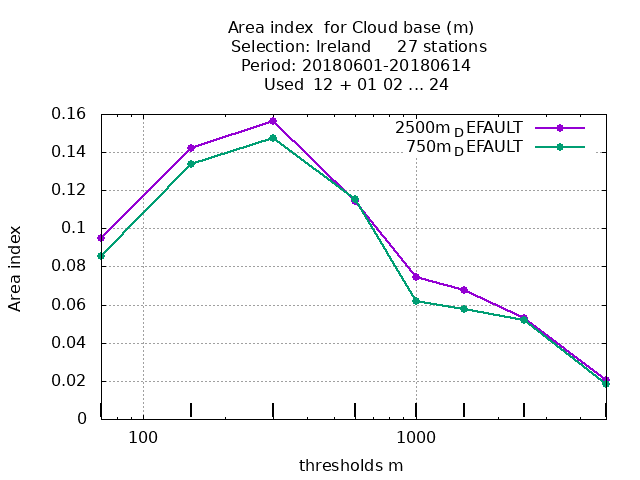 Area index  for Cloud base (m)
Selection: Ireland     27 stations
Period: 20180601-20180614
Used  12 + 01 02 ... 24
2500m_DEFAULT
750m_DEFAULT
0.16
0.14
0.12
0.1
0.08
0.06
0.04
0.02
0
Area index
100
1000
thresholds m